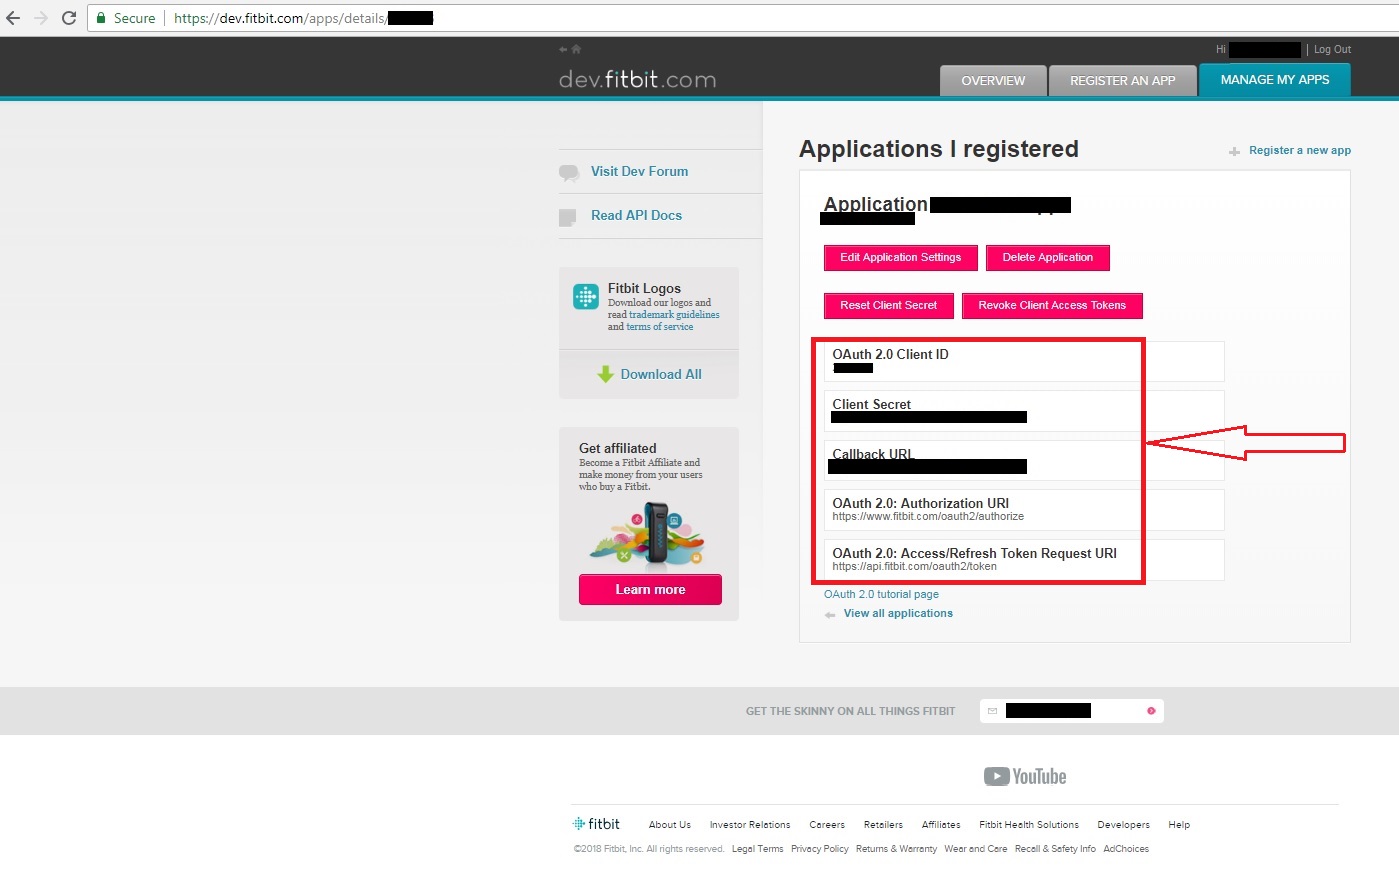 Secure | https://dev.fitbit.com/apps/details/
Hi | Log Out
dev.fitbit.com
OVERVIEW
REGISTER AN APP
MANAGE MY APPS
Visit Dev Forum
Read API Docs
Fitbit Logos
Download our logos and
read trademark guidelines
and terms of service
Download All
Get affiliated
Become a Fitbit Affiliate and
make money from your users
who buy a Fitbit.
Learn more
Applications I registered
Register a new app
Application
Edit Application Settings
Delete Application
Reset Client Secret
Revoke Client Access Tokens
OAuth 2.0 Client ID
Client Secret
Callback URL
OAuth 2.0: Authorization URI
https://www.fitbit.com/oauth2/authorize
OAuth 2.0: Access/Refresh Token Request URI
https://api.fitbit.com/oauth2/token
OAuth 2.0 tutorial page
View all applications
GET THE SKINNY ON ALL THINGS FITBIT
YouTube
fitbit About Us Investor Relations Careers Retailers Affiliates Fitbit Health Solutions Developers Help
©2018 Fitbit, Inc. All rights reserved. Legal Terms Privacy Policy Returns & Warranty Wear and Care Recall & Safety Info AdChoices